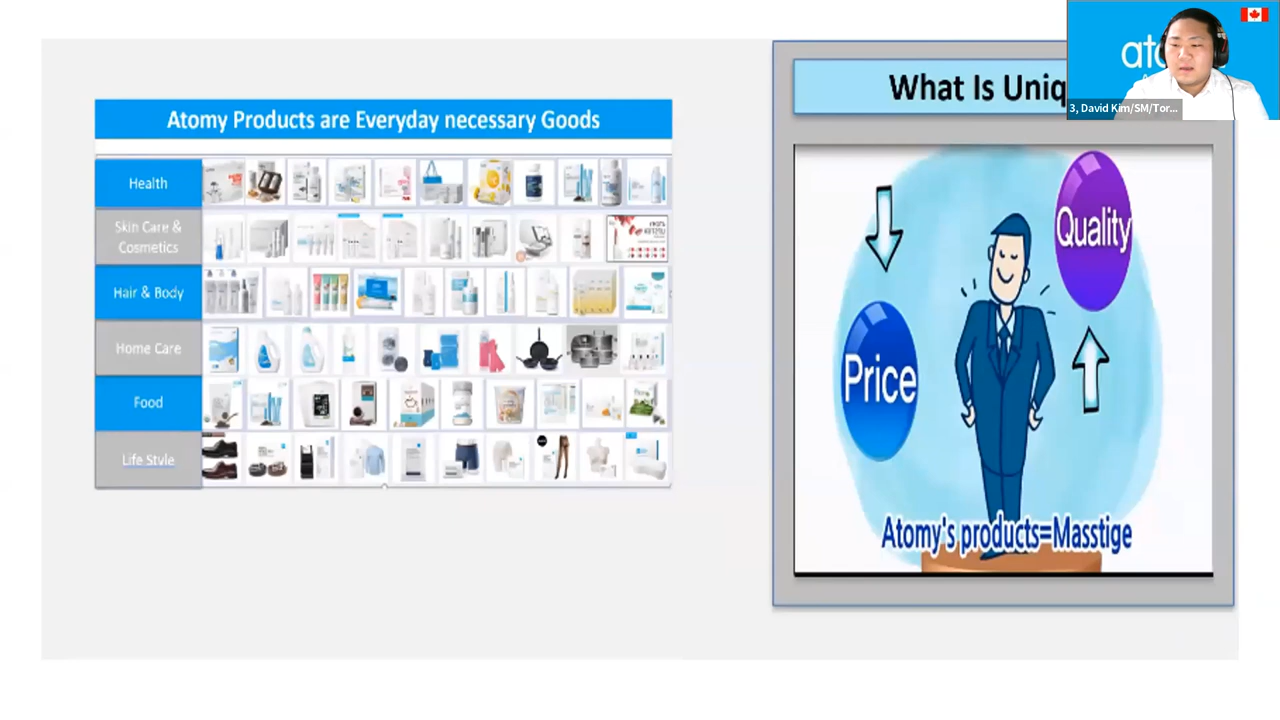 Atomy Products are Everyday necessary Goods
Health
Skin Care &
Cosmetics
Hair & Body
Home Care
Food
Life Style
What Is Uniq
Price
Quality
Atomy's products=Masstige
3, David Kim/SM/Tor...